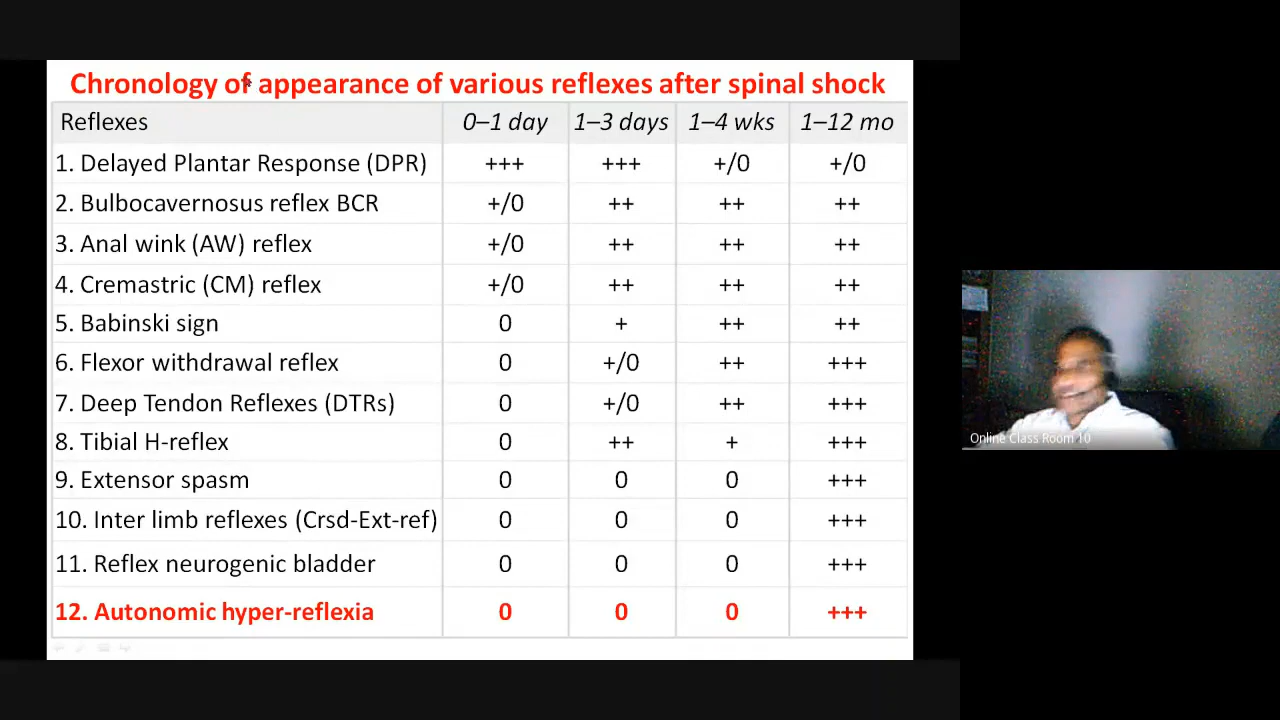 Chronology of appearance of various reflexes after spinal shock
Reflexes 0–1 day 1–3 days 1–4 wks 1–12 mo
1. Delayed Plantar Response (DPR) +++ +++ +/0 +/0
2. Bulbocavernosus reflex BCR +/0 ++ ++ ++
3. Anal wink (AW) reflex +/0 ++ ++ ++
4. Cremastric (CM) reflex +/0 ++ ++ ++
5. Babinski sign 0 + ++ ++
6. Flexor withdrawal reflex 0 +/0 ++ +++
7. Deep Tendon Reflexes (DTRs) 0 +/0 ++ +++
8. Tibial H-reflex 0 ++ + +++
9. Extensor spasm 0 0 0 +++
10. Inter limb reflexes (Crsd-Ext-ref) 0 0 0 +++
11. Reflex neurogenic bladder 0 0 0 +++
12. Autonomic hyper-reflexia 0 0 0 +++
Online Class Room 10